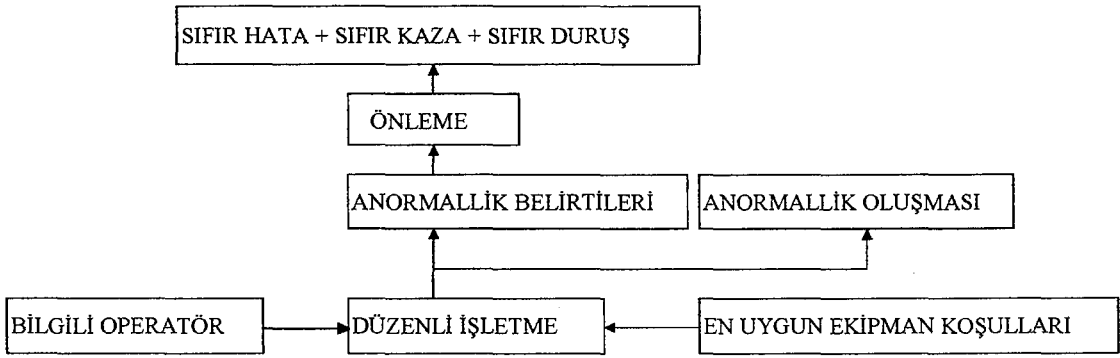 SIFIR HATA + SIFIR KAZA + SIFIR DURUŞ
ÖNLEME
ANORMALLİK BELİRTİLERİ
ANORMALLİK OLUŞMASI
BİLGİLİ OPERATÖR
DÜZENLİ İŞLETME
EN UYGUN EKİPMAN KOŞULLARI